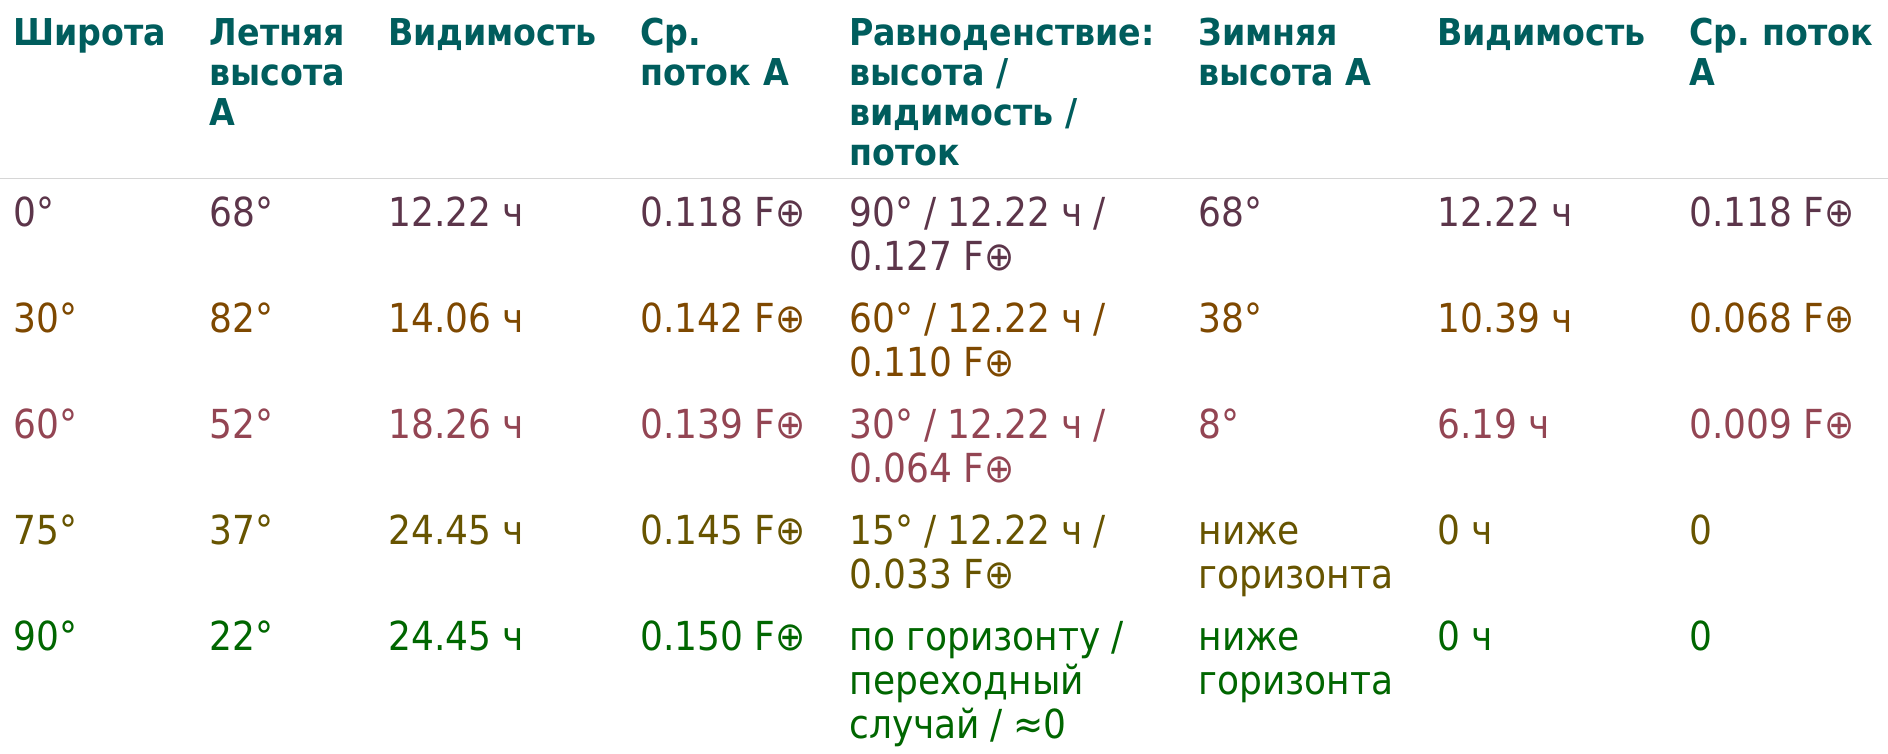 Широта Летняя высота A Видимость Ср. поток A Равноденствие: высота / видимость / поток Зимняя высота A Видимость Ср. поток A
0° 68° 12.22 ч 0.118 F⊕ 90° / 12.22 ч / 0.127 F⊕ 68° 12.22 ч 0.118 F⊕
30° 82° 14.06 ч 0.142 F⊕ 60° / 12.22 ч / 0.110 F⊕ 38° 10.39 ч 0.068 F⊕
60° 52° 18.26 ч 0.139 F⊕ 30° / 12.22 ч / 0.064 F⊕ 8° 6.19 ч 0.009 F⊕
75° 37° 24.45 ч 0.145 F⊕ 15° / 12.22 ч / 0.033 F⊕ ниже горизонта 0 ч 0
90° 22° 24.45 ч 0.150 F⊕ по горизонту / переходный случай / ≈0 ниже горизонта 0 ч 0